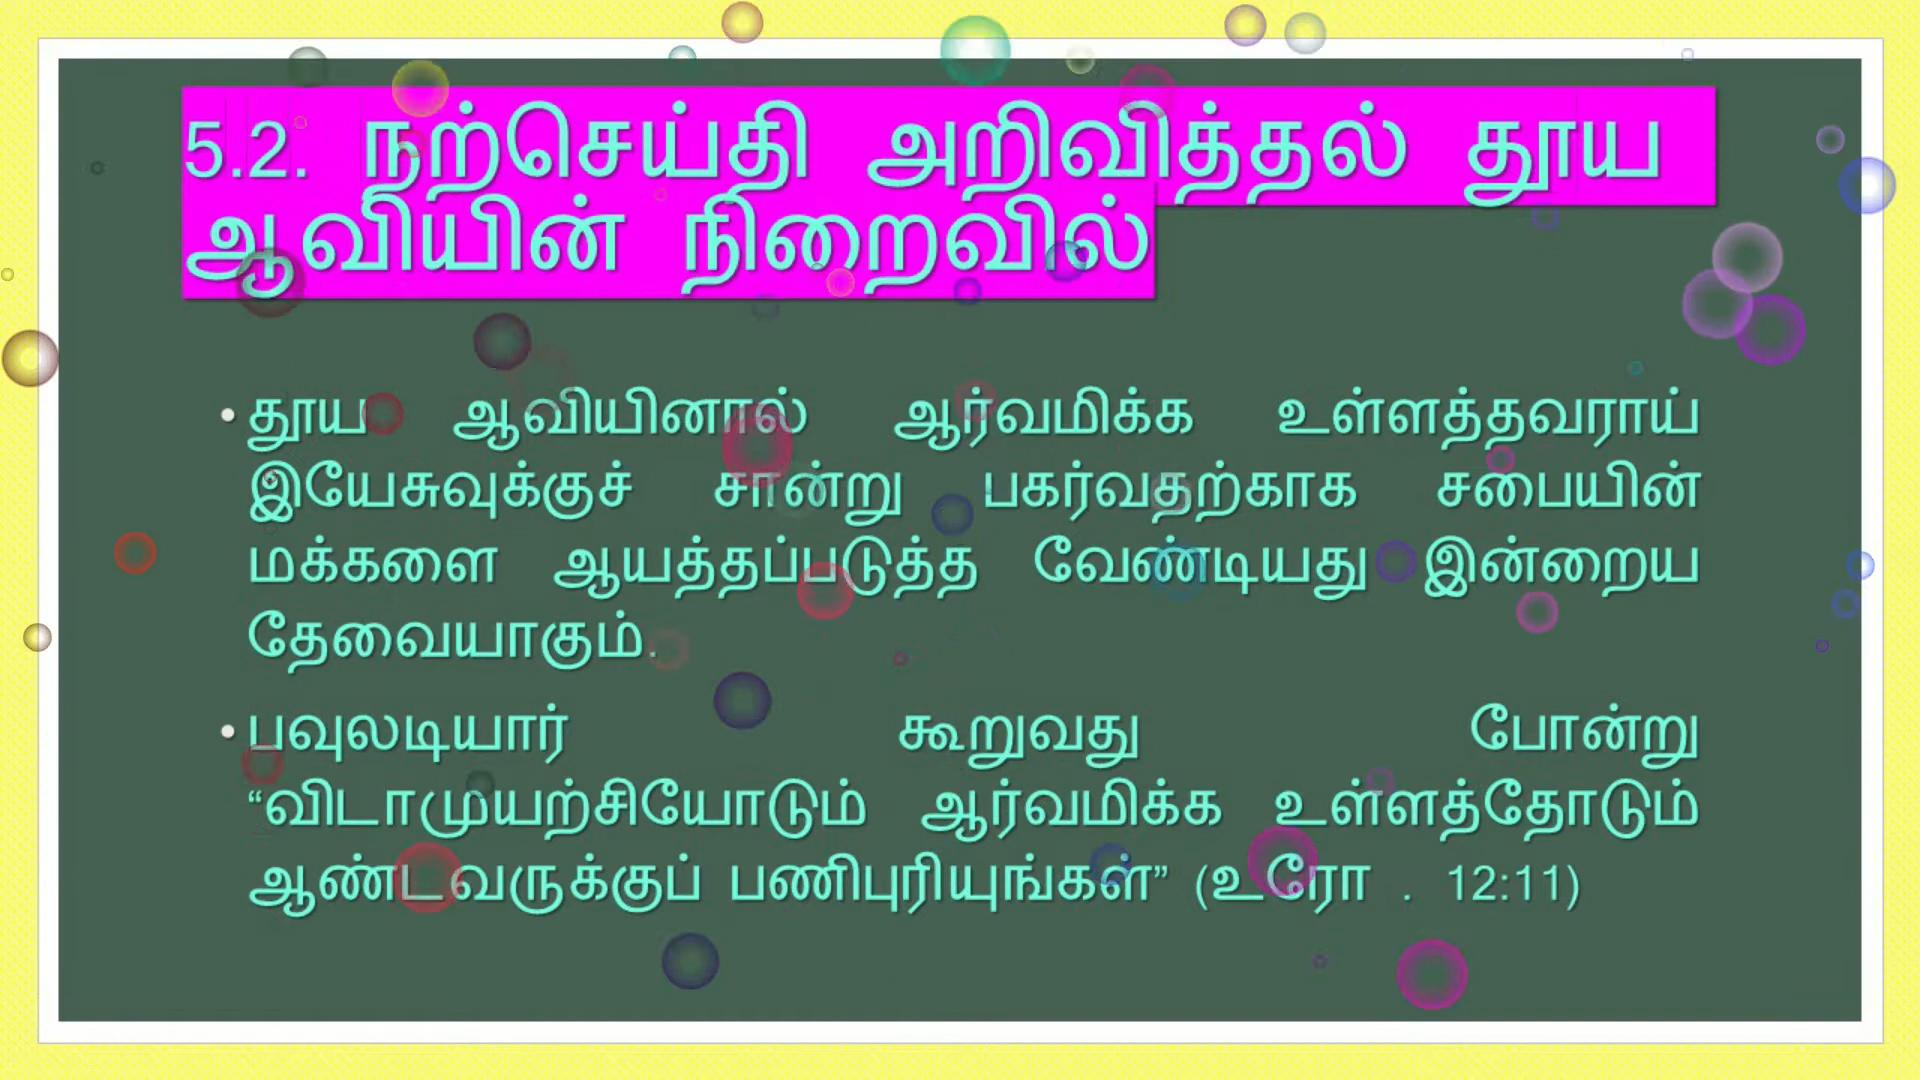 5.2. நற்செய்தி அறிவித்தல் தூய
ஆவியின் நிறைவில்
• தூய ஆவியினால் ஆர்வமிக்க உள்ளத்தவராய்
இயேசுவுக்குச் சான்று பகர்வதற்காக சபையின்
மக்களை ஆயத்தப்படுத்த வேண்டியது இன்றைய
தேவையாகும்.
• பவுலடியார் கூறுவது போன்று
“விடாமுயற்சியோடும் ஆர்வமிக்க உள்ளத்தோடும்
ஆண்டவருக்குப் பணிபுரியுங்கள்” (உரோ . 12:11)